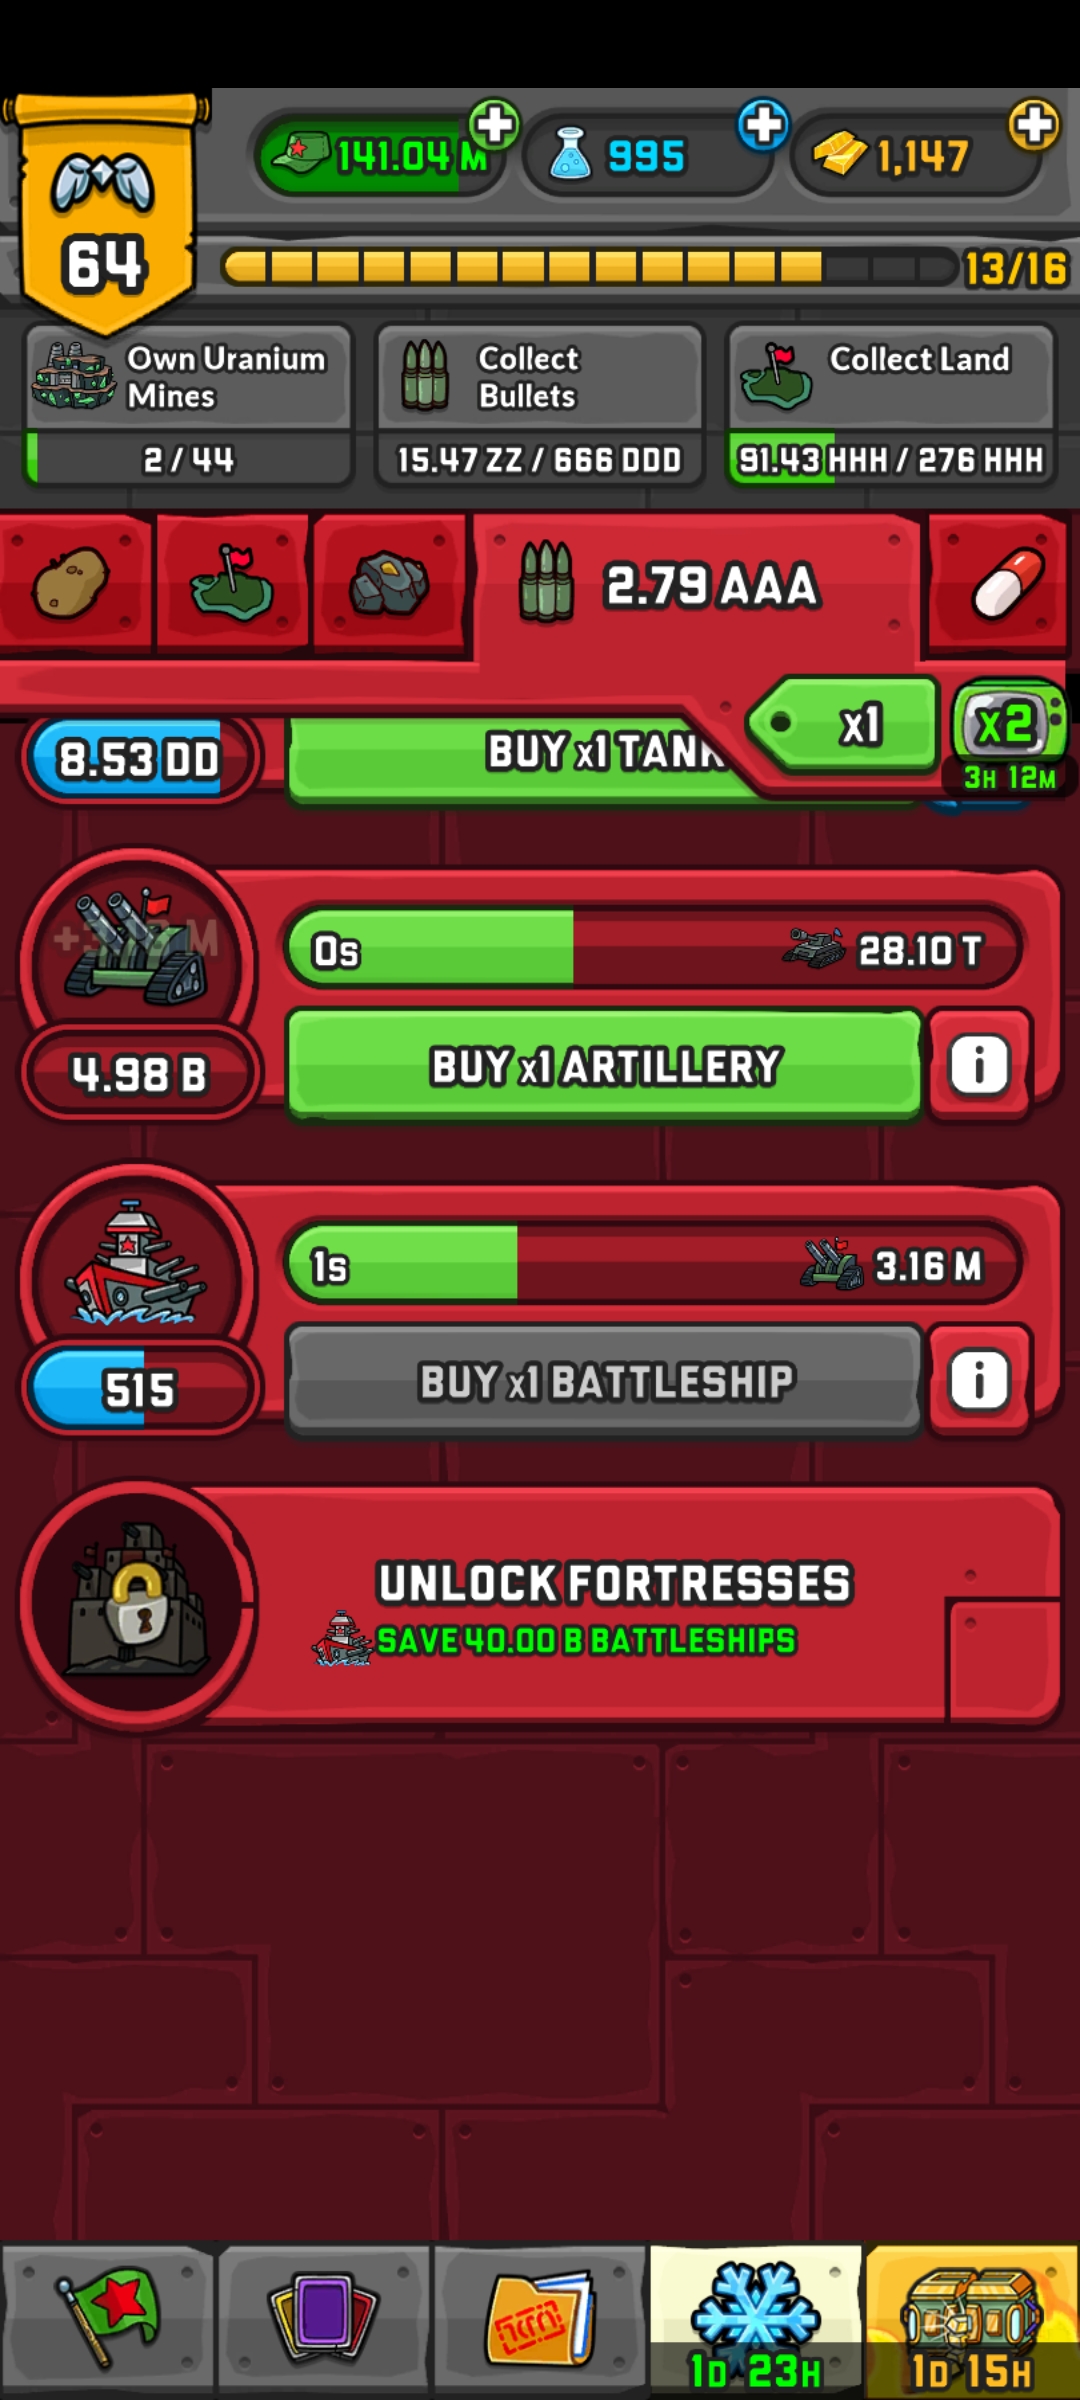 141.04 M
995
1,147
64
13/16
Own Uranium
Mines
2 / 44
Collect
Bullets
15.47 ZZ / 666 DDD
Collect Land
91.43 HHH / 276 HHH
2.79 AAA
x1
x2
3H 12M
8.53 DD
BUY x1 TANK
0s
28.10 T
4.98 B
BUY x1 ARTILLERY
i
1s
3.16 M
515
BUY x1 BATTLESHIP
i
UNLOCK FORTRESSES
SAVE 40.00 B BATTLESHIPS
1D 23H
1D 15H